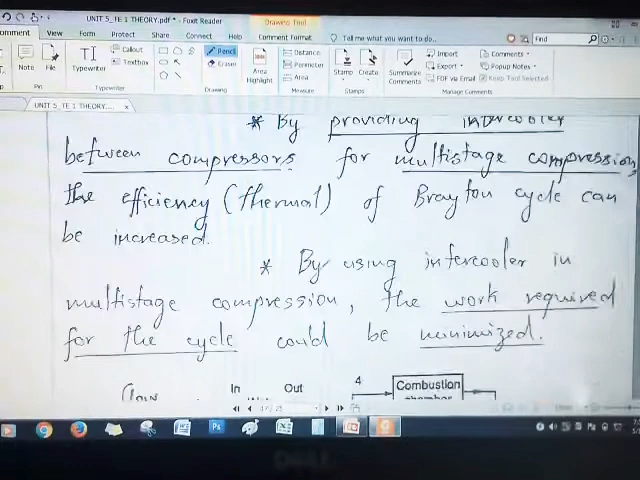 UNIT 5_TE 1 THEORY.pdf * - Foxit Reader
Drawing Tool
Comment View Form Protect Share Connect Help Comment Format Tell me what you want to do... Find
Note File Typewriter Callout Textbox Pencil Eraser Area Highlight Distance Perimeter Area Stamp Create Summarize Comments Import Export FDF via Email Comments Popup Notes Keep Tool Selected
Pin Typewriter Drawing Measure Stamps Manage Comments
UNIT 5_TE 1 THEORY... ×
* By providing intercooler
between compressors for multistage compression,
the efficiency (thermal) of Brayton cycle can
be increased.
* By using intercooler in
multistage compression, the work required
for the cycle could be minimized.
In Out 4 Combustion
chamber